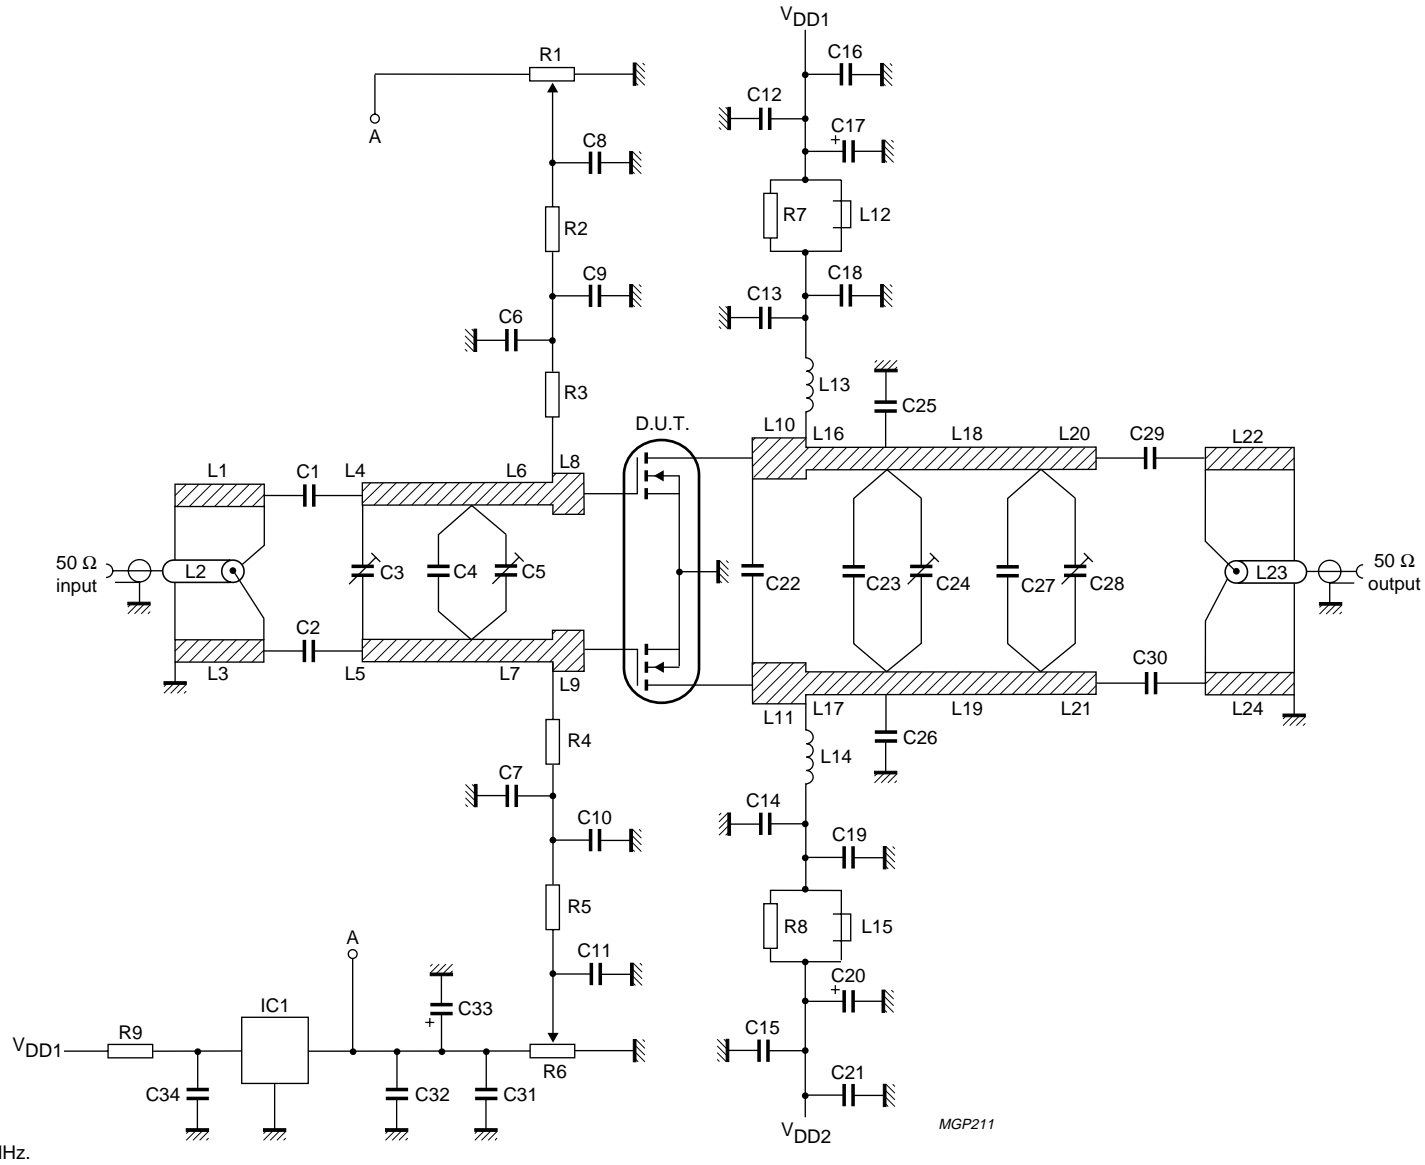 VDD1
R1
C16
C12
A
C17
C8
R7
L12
R2
C9
C18
C13
C6
L13
R3
C25
D.U.T.
L10
L16
L18
L20
C29
L22
L8
L1
C1
L4
L6
50 Ω
input
L2
C3
C4
C5
C22
C23
C24
C27
C28
L23
50 Ω
output
C2
L3
L5
L7
L9
C30
L11
L17
L19
L21
L24
R4
C26
L14
C7
C14
C10
C19
R5
R8
L15
A
C11
C20
IC1
C33
+
+
+
R9
C15
VDD1
R6
C34
C32
C31
C21
VDD2
MGP211
Hz.